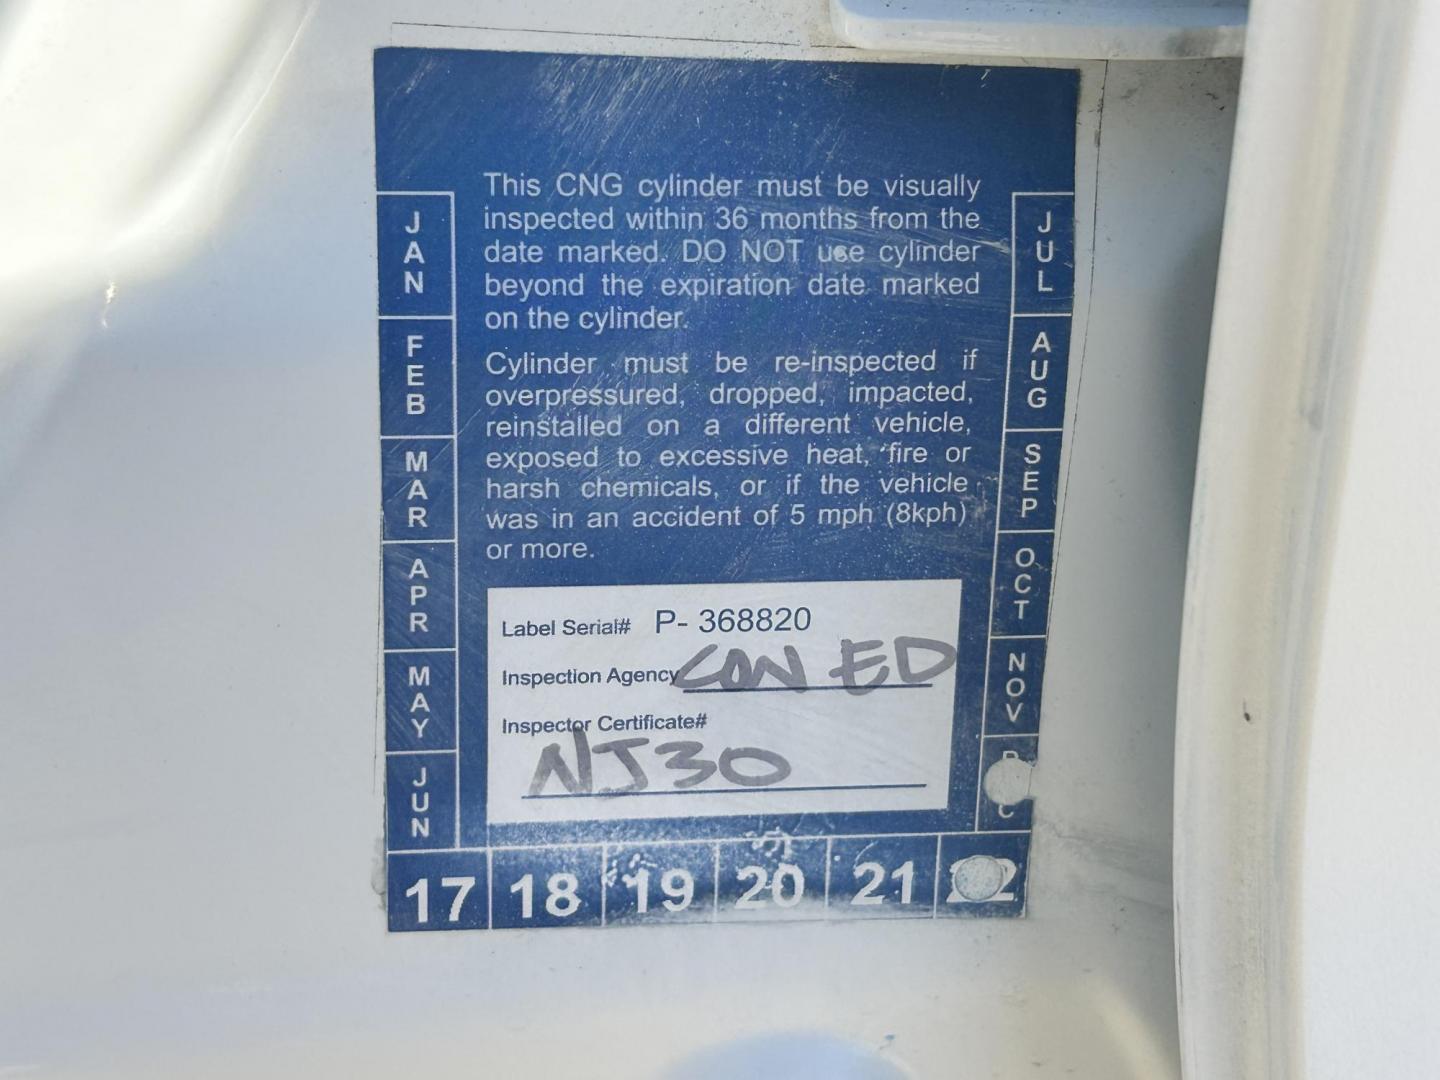 This CNG cylinder must be visually
inspected within 36 months from the
date marked. DO NOT use cylinder
beyond the expiration date marked
on the cylinder.
Cylinder must be re-inspected if
overpressured, dropped, impacted,
reinstalled on a different vehicle,
exposed to excessive heat, fire or
harsh chemicals, or if the vehicle
was in an accident of 5 mph (8kph)
or more.
Label Serial# P- 368820
Inspection Agency CON ED
Inspector Certificate#
NJ30
JAN
FEB
MAR
APR
MAY
JUN
JUL
AUG
SEP
OCT
NOV
17 18 19 20 21